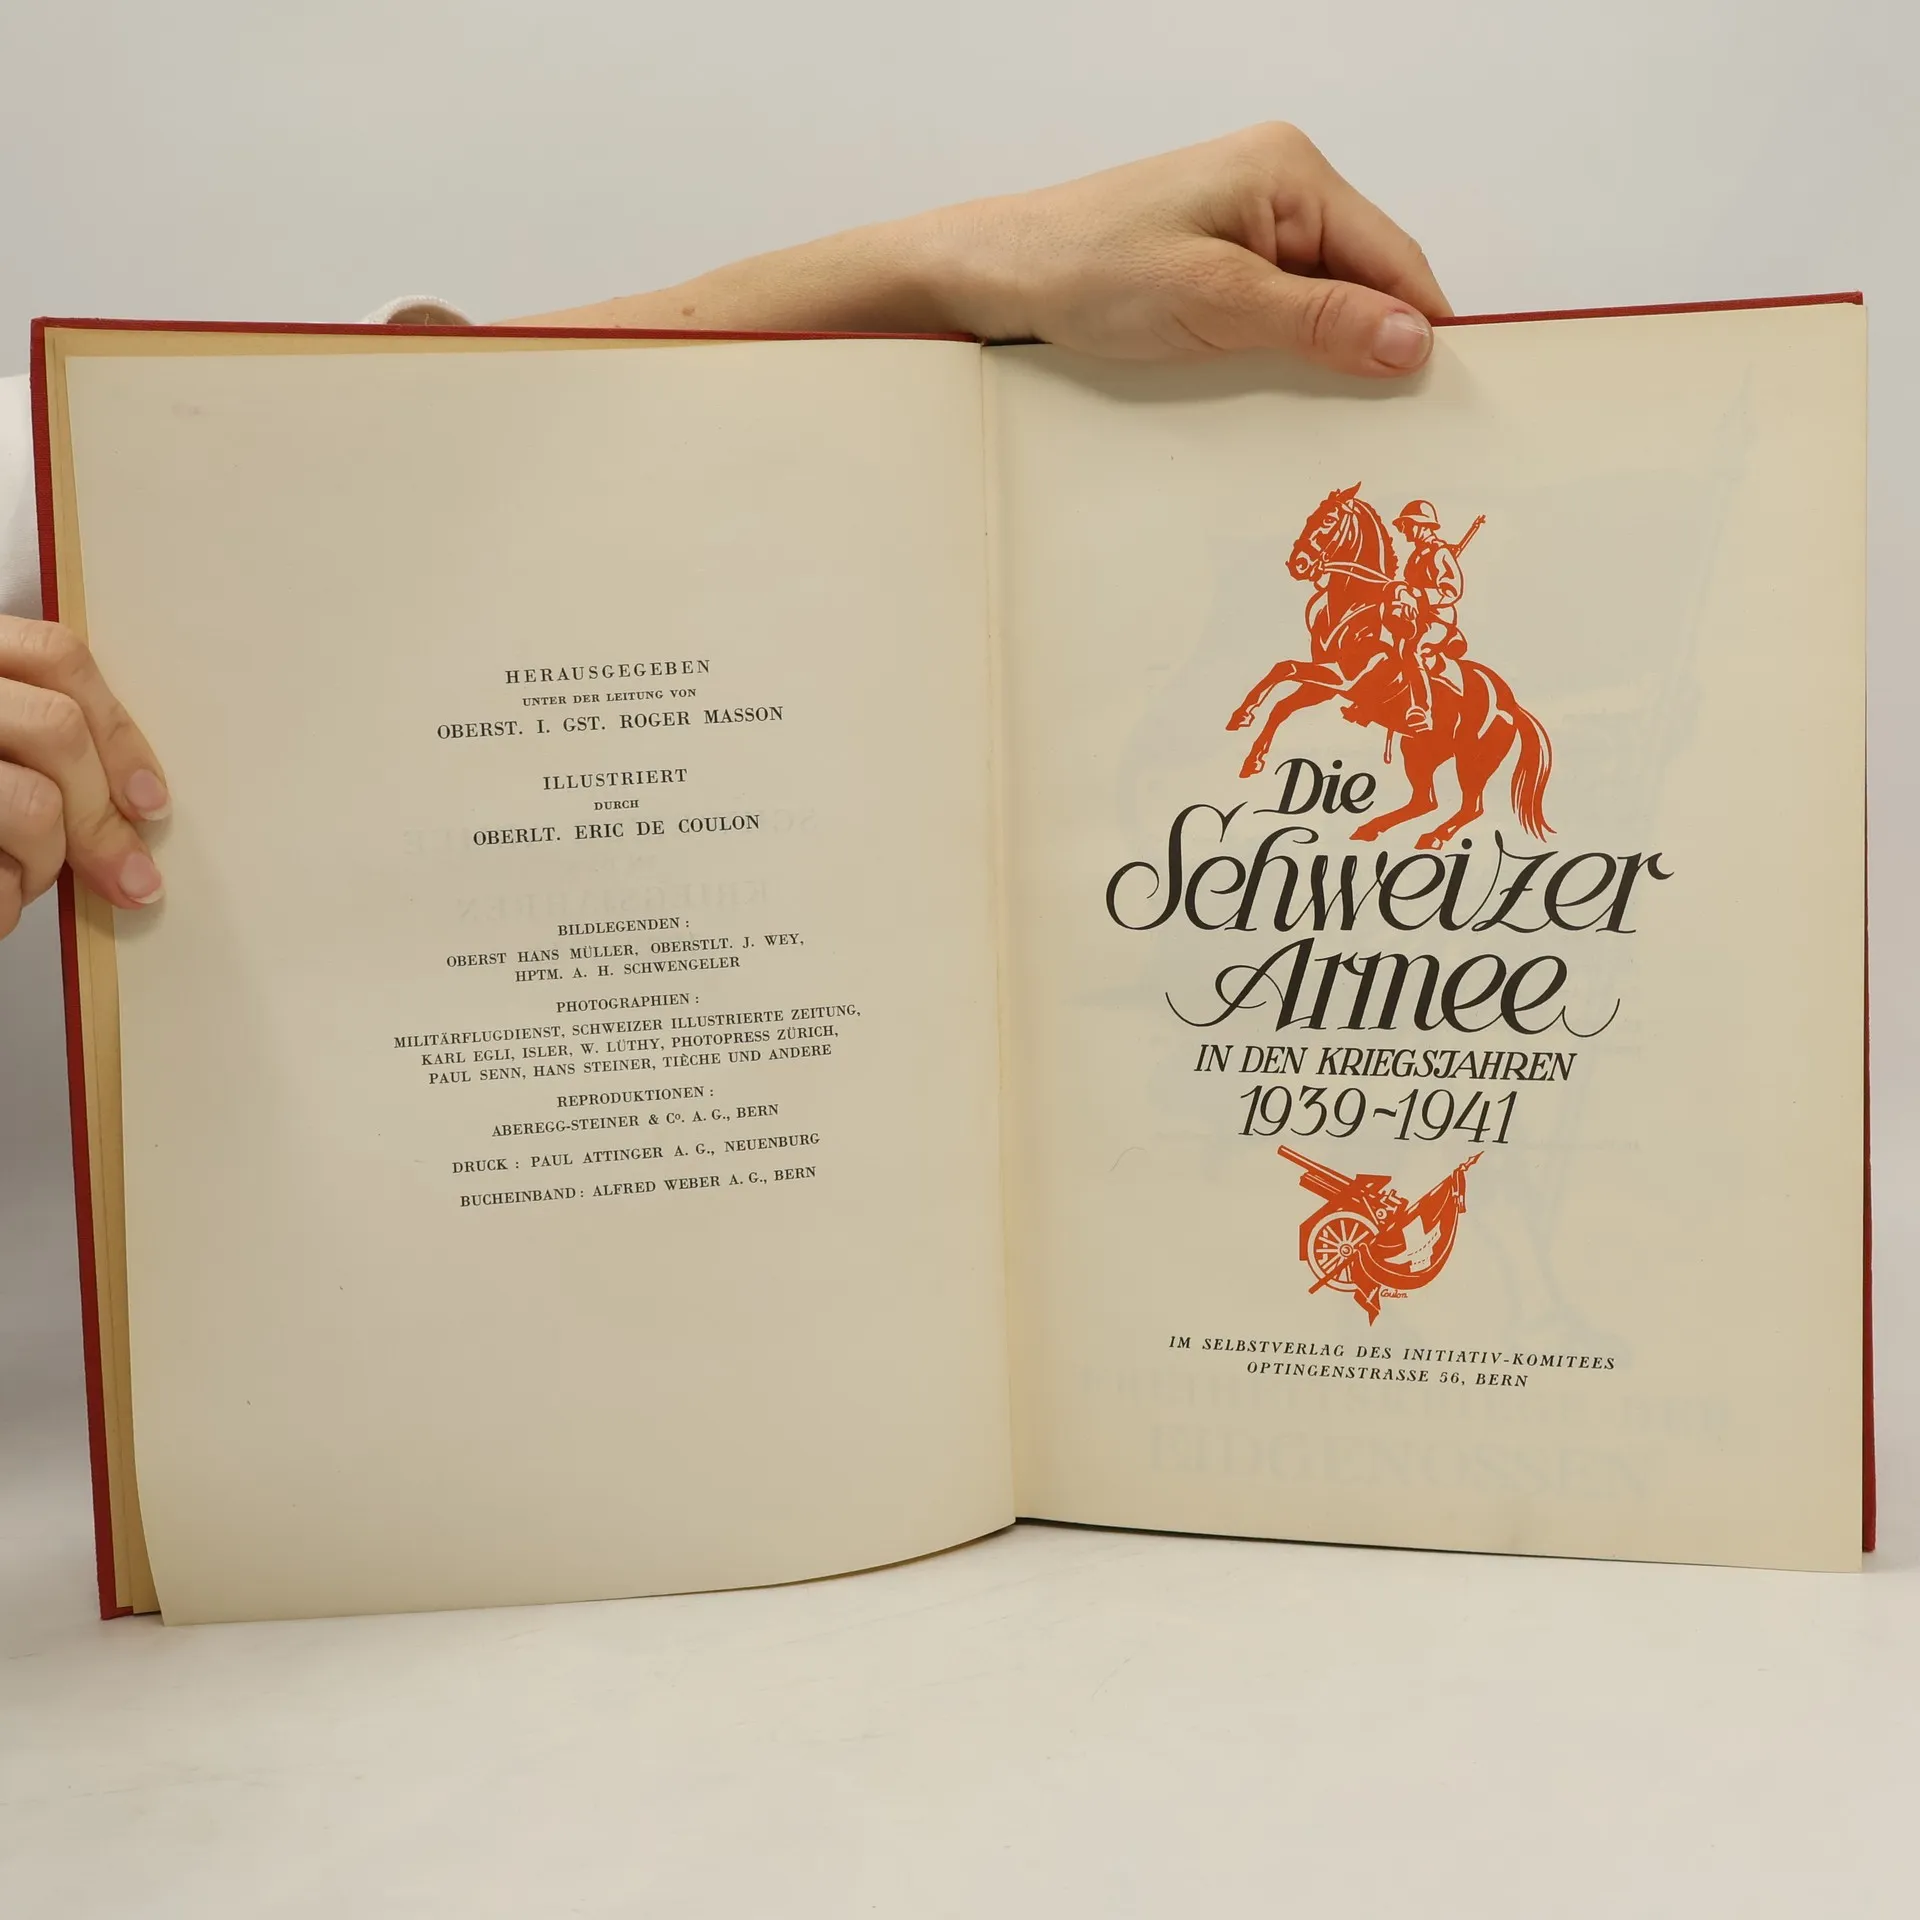 HERAUSGEGEBEN
UNTER DER LEITUNG VON
OBERST. I. GST. ROGER MASSON
ILLUSTRIERT
DURCH
OBERLT. ERIC DE COULON
BILDLEGENDEN :
OBERST HANS MÜLLER, OBERSTLT. J. WEY,
HPTM. A. H. SCHWENGELER
PHOTOGRAPHIEN :
MILITÄRFLUGDIENST, SCHWEIZER ILLUSTRIERTE ZEITUNG,
KARL EGLI, ISLER, W. LÜTHY, PHOTOPRESS ZÜRICH,
PAUL SENN, HANS STEINER, TIÈCHE UND ANDERE
REPRODUKTIONEN :
ABEREGG-STEINER & Cº. A. G., BERN
DRUCK : PAUL ATTINGER A. G., NEUENBURG
BUCHEINBAND : ALFRED WEBER A. G., BERN
Die
Schweizer
Armee
IN DEN KRIEGSJAHREN
1939~1941
Coulon
IM SELBSTVERLAG DES INITIATIV-KOMITEES
OPTINGENSTRASSE 56, BERN